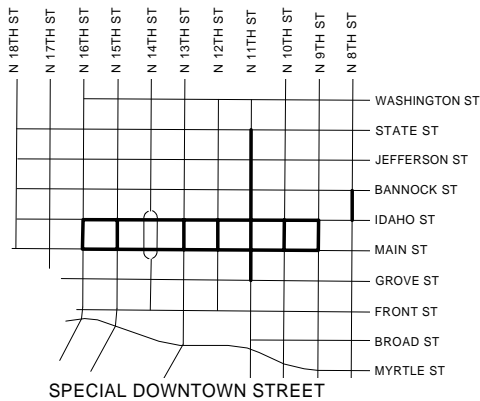 N 18TH ST
N 17TH ST
N 16TH ST
N 15TH ST
N 14TH ST
N 13TH ST
N 12TH ST
N 11TH ST
N 10TH ST
N 9TH ST
N 8TH ST
WASHINGTON ST
STATE ST
JEFFERSON ST
BANNOCK ST
IDAHO ST
MAIN ST
GROVE ST
FRONT ST
BROAD ST
MYRTLE ST
SPECIAL DOWNTOWN STREET